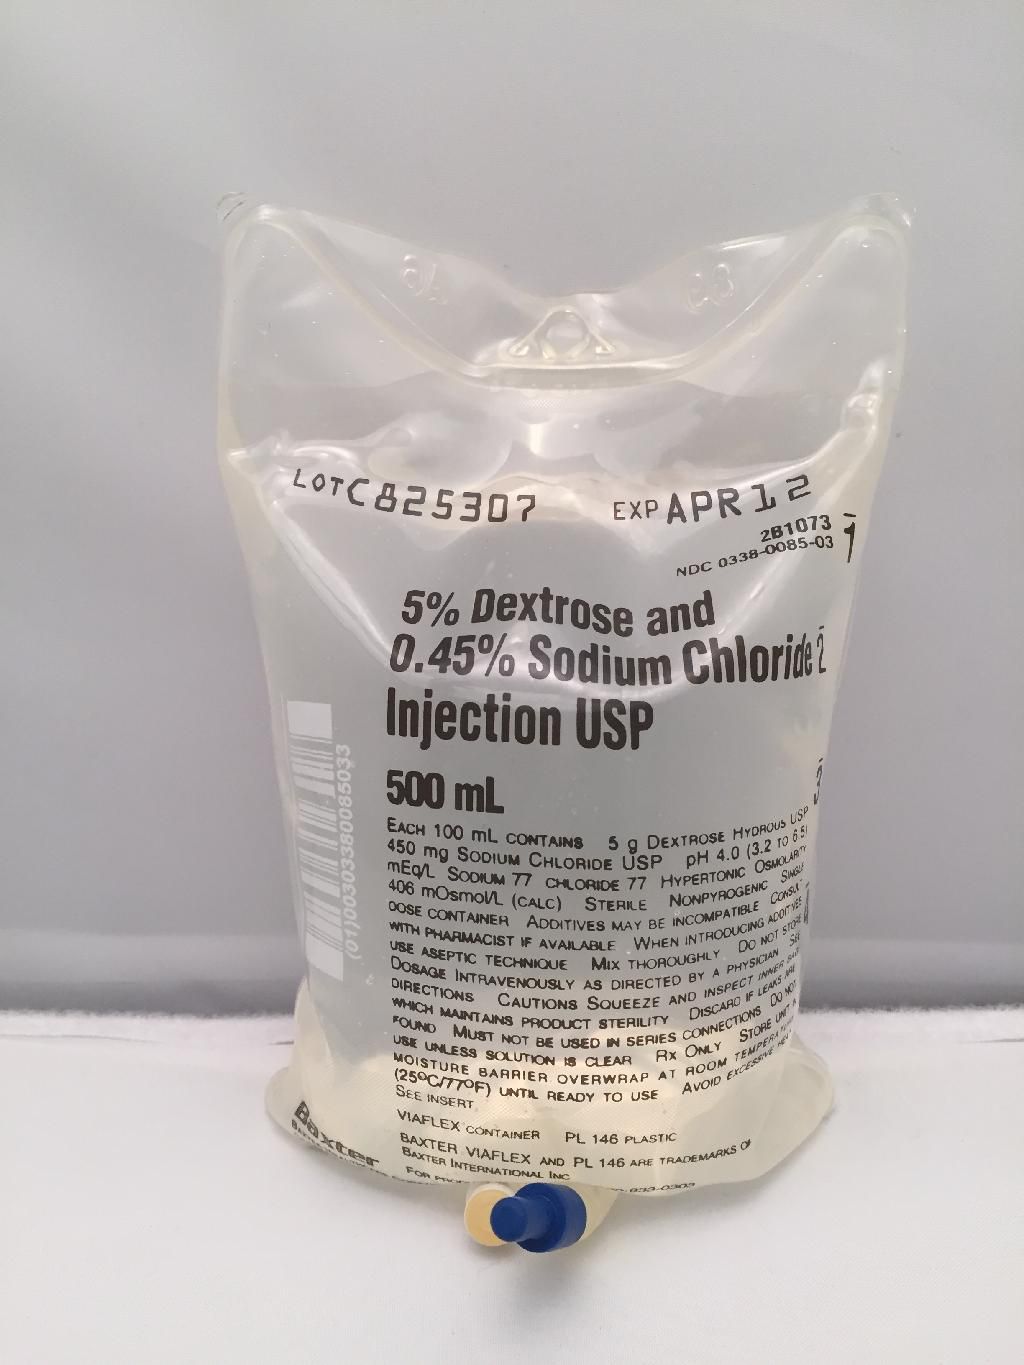 LOT C825307 EXP APR 12
2B1073
NDC 0338-0085-03
1
5% Dextrose and
0.45% Sodium Chloride
2
Injection USP
500 mL
3
EACH 100 mL CONTAINS 5 g DEXTROSE HYDROUS USP
450 mg SODIUM CHLORIDE USP pH 4.0 (3.2 TO 6.5)
mEq/L SODIUM 77 CHLORIDE 77 HYPERTONIC OSMOLARITY
406 mOsmol/L (CALC) STERILE NONPYROGENIC SINGLE
DOSE CONTAINER ADDITIVES MAY BE INCOMPATIBLE CONSULT
WITH PHARMACIST IF AVAILABLE WHEN INTRODUCING ADDITIVES
USE ASEPTIC TECHNIQUE MIX THOROUGHLY DO NOT STORE
DOSAGE INTRAVENOUSLY AS DIRECTED BY A PHYSICIAN SEE
DIRECTIONS CAUTIONS SQUEEZE AND INSPECT INNER BAG
WHICH MAINTAINS PRODUCT STERILITY DISCARD IF LEAKS ARE
FOUND MUST NOT BE USED IN SERIES CONNECTIONS DO NOT
USE UNLESS SOLUTION IS CLEAR RX ONLY STORE UNIT IN
MOISTURE BARRIER OVERWRAP AT ROOM TEMPERATURE
(25ºC/77ºF) UNTIL READY TO USE AVOID EXCESSIVE HEAT
SEE INSERT
VIAFLEX CONTAINER PL 146 PLASTIC
BAXTER VIAFLEX AND PL 146 ARE TRADEMARKS OF
BAXTER INTERNATIONAL INC
FOR
(01)00303380085033
Baxter